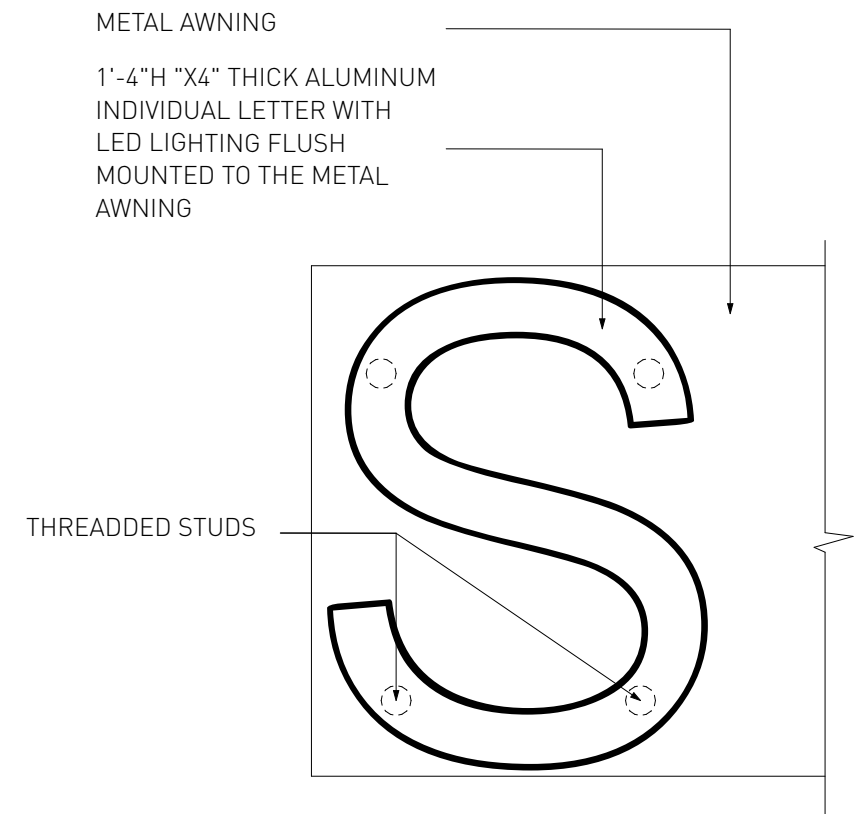 METAL AWNING
1'-4"H "X4" THICK ALUMINUM
INDIVIDUAL LETTER WITH
LED LIGHTING FLUSH
MOUNTED TO THE METAL
AWNING
S
THREADDED STUDS